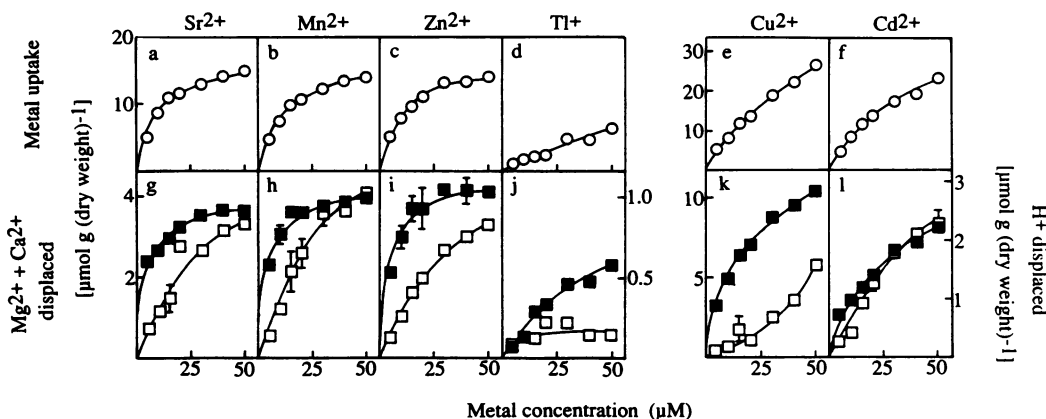 Sr2+ Mn2+ Zn2+ Tl+ Cu2+ Cd2+
Metal uptake
Mg2+ + Ca2+
displaced
[µmol g (dry weight)-1]
20
10
a
b
c
d
30
20
10
e
f
4
2
g
h
i
j
1.0
0.5
10
5
k
l
3
2
1
25 50 25 50 25 50 25 50 25 50 25 50
Metal concentration (µM)
H+ displaced
[µmol g (dry weight)-1]